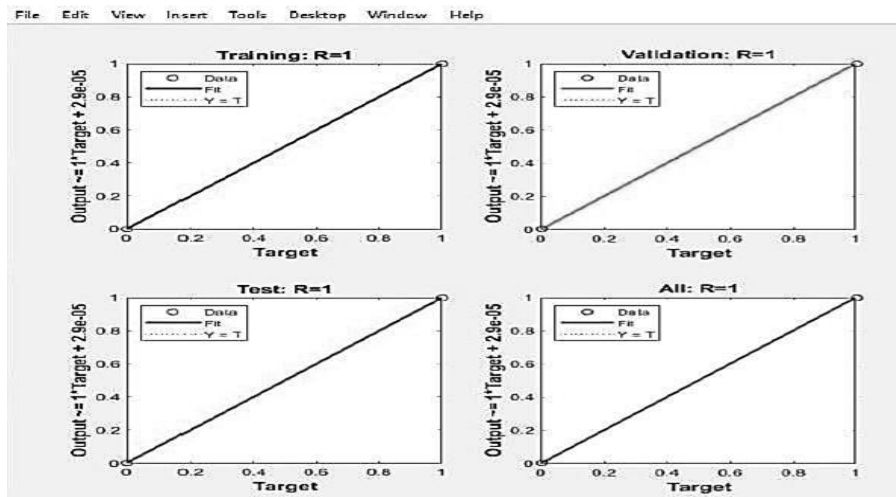 File Edit View Insert Tools Desktop Window Help
Training: R=1
Output ~= 1*Target + 2.9e-05
1
0.8
0.6
0.4
0.2
0
Data
Fit
Y = T
0 0.2 0.4 0.6 0.8 1
Target
Validation: R=1
Output ~= 1*Target + 2.9e-05
1
0.8
0.6
0.4
0.2
0
Data
Fit
Y = T
0 0.2 0.4 0.6 0.8 1
Target
Test: R=1
Output ~= 1*Target + 2.9e-05
1
0.8
0.6
0.4
0.2
0
Data
Fit
Y = T
0 0.2 0.4 0.6 0.8 1
Target
All: R=1
Output ~= 1*Target + 2.9e-05
1
0.8
0.6
0.4
0.2
0
Data
Fit
Y = T
0 0.2 0.4 0.6 0.8 1
Target